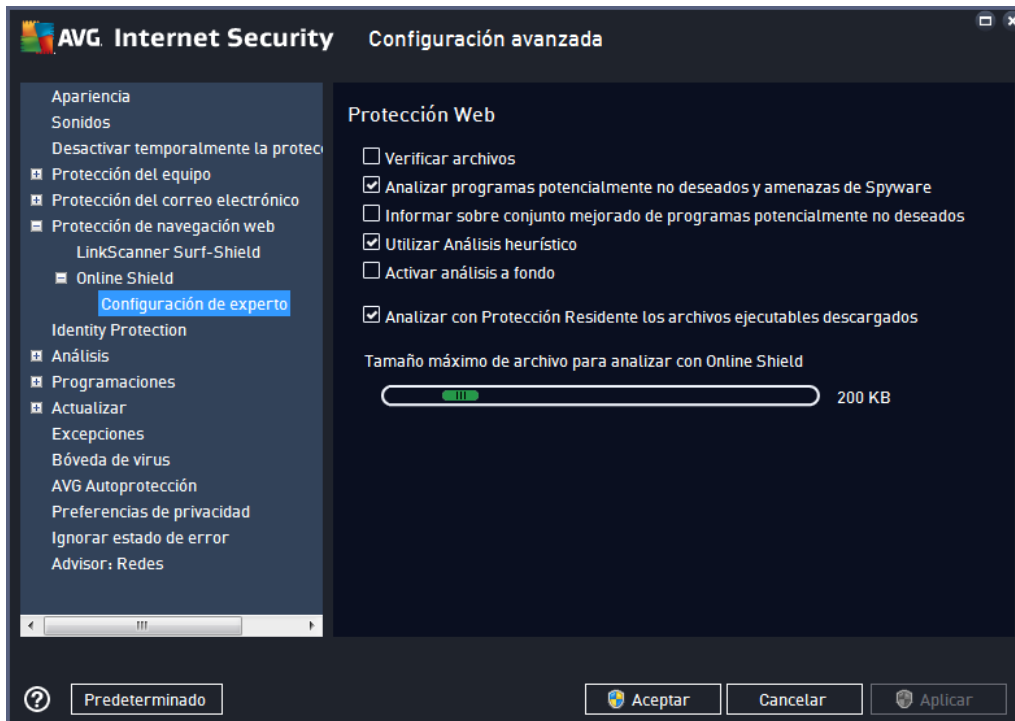 AVG Internet Security Configuración avanzada
Apariencia
Sonidos
Desactivar temporalmente la protec
Protección del equipo
Protección del correo electrónico
Protección de navegación web
LinkScanner Surf-Shield
Online Shield
Configuración de experto
Identity Protection
Análisis
Programaciones
Actualizar
Excepciones
Bóveda de virus
AVG Autoprotección
Preferencias de privacidad
Ignorar estado de error
Advisor: Redes
Protección Web
Verificar archivos
Analizar programas potencialmente no deseados y amenazas de Spyware
Informar sobre conjunto mejorado de programas potencialmente no deseados
Utilizar Análisis heurístico
Activar análisis a fondo
Analizar con Protección Residente los archivos ejecutables descargados
Tamaño máximo de archivo para analizar con Online Shield
200 KB
? Predeterminado Aceptar Cancelar Aplicar